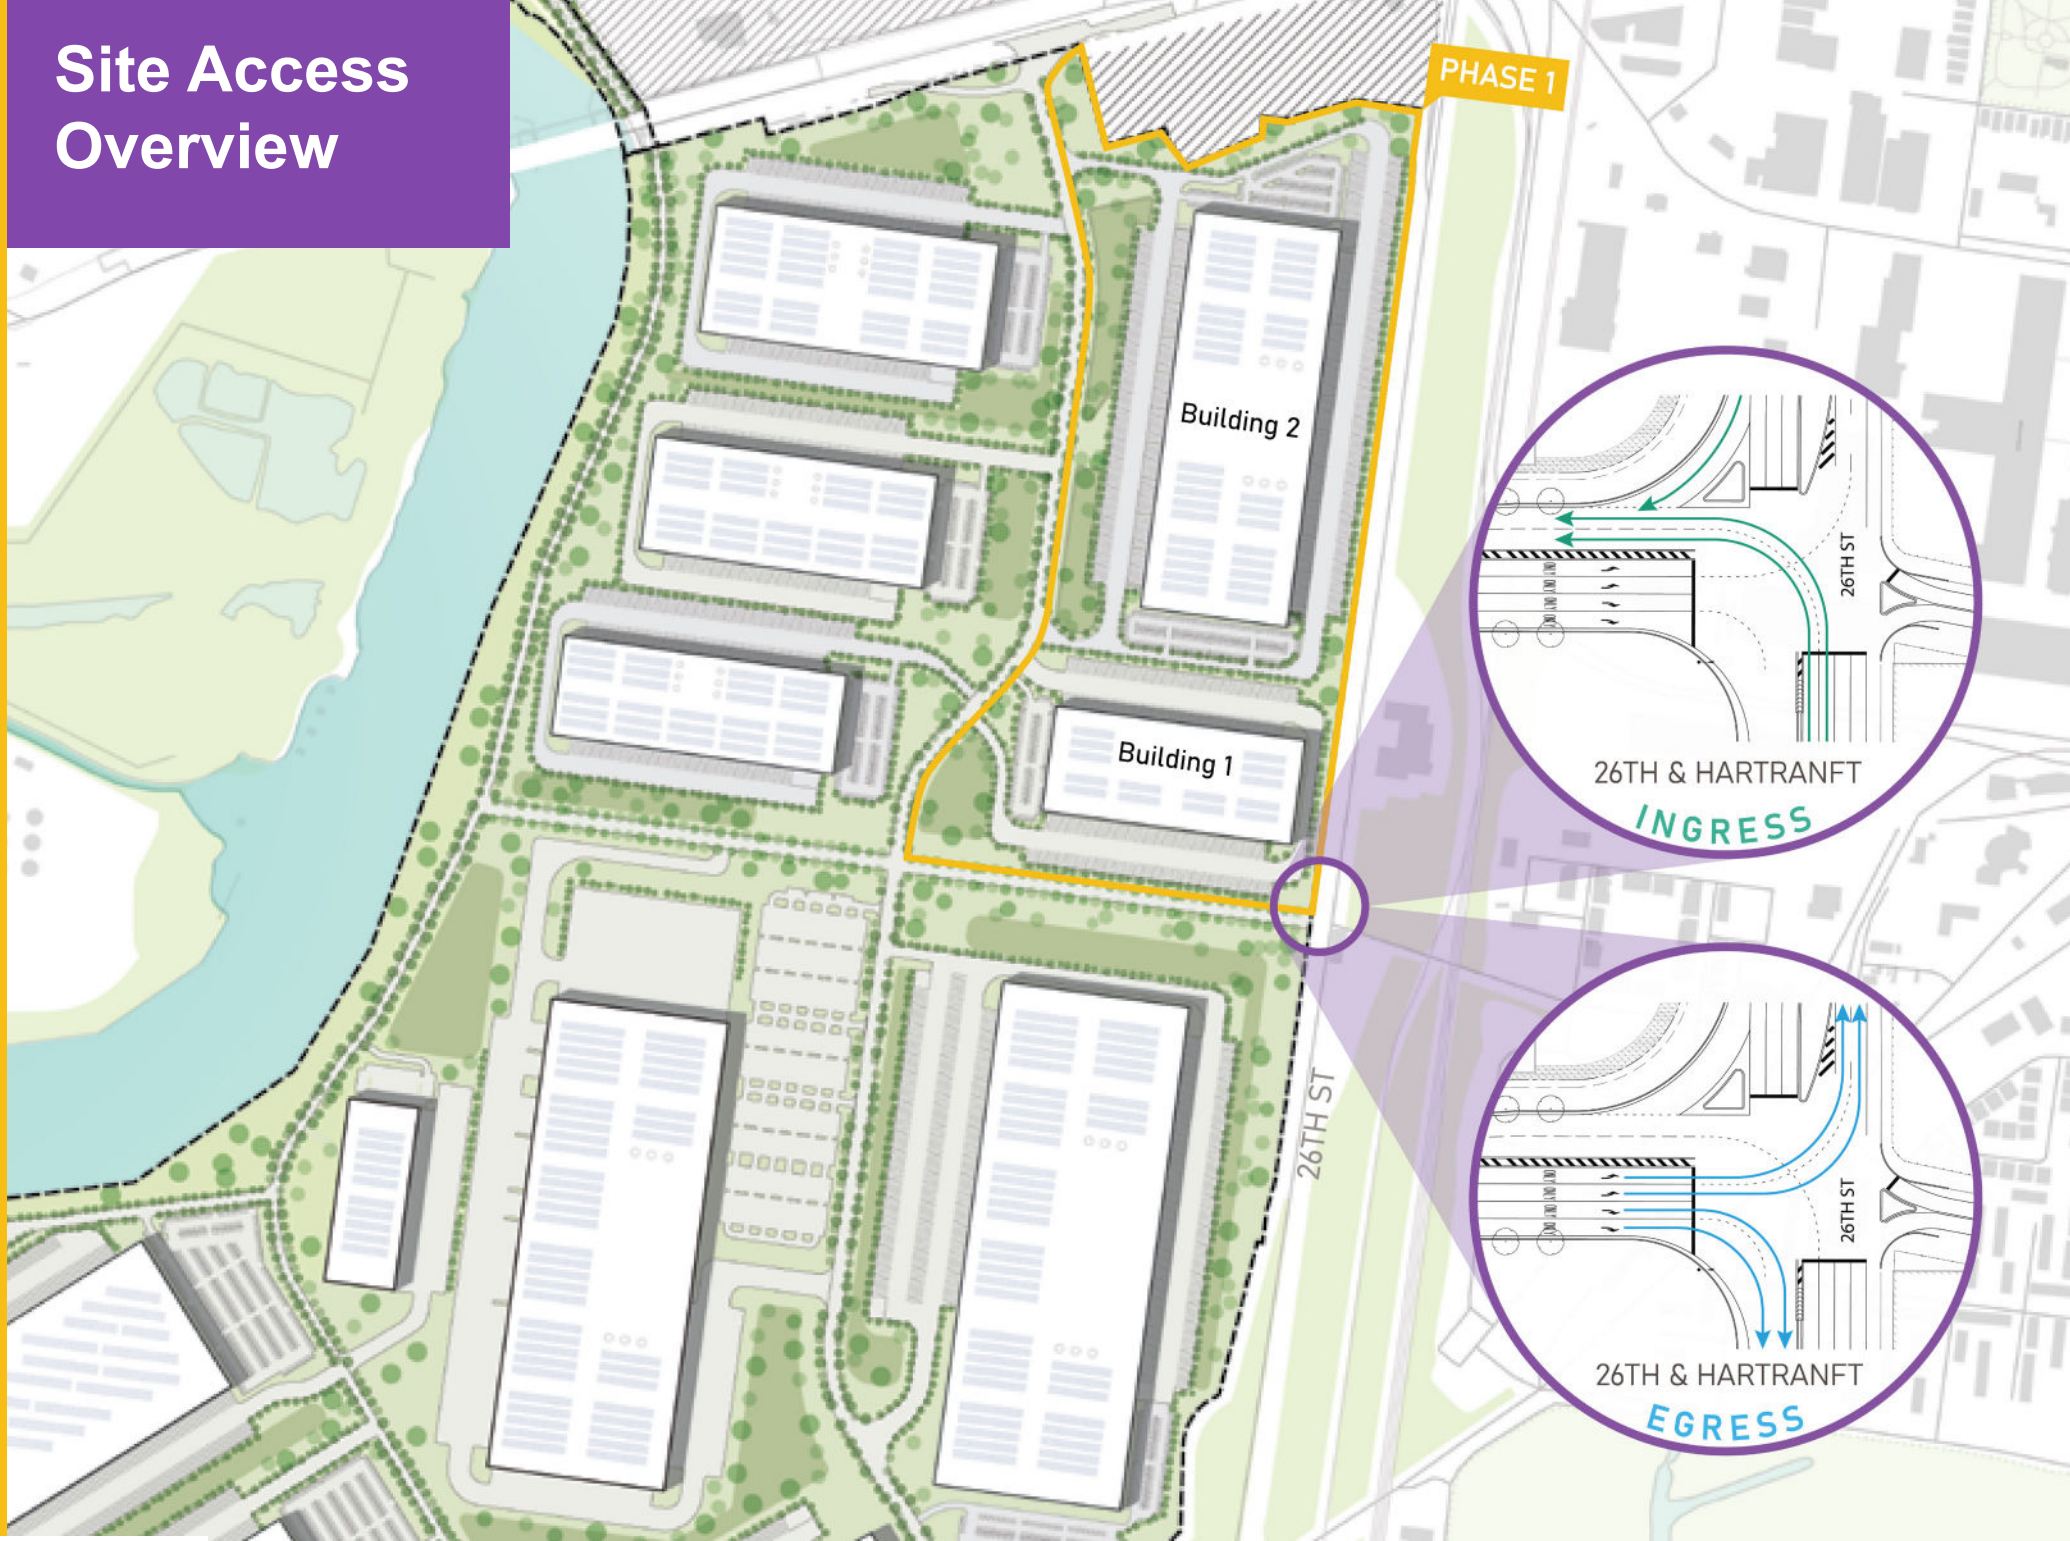 Site Access
Overview
PHASE 1
Building 2
Building 1
26TH ST
26TH ST
26TH & HARTRANFT
INGRESS
26TH ST
26TH & HARTRANFT
EGRESS